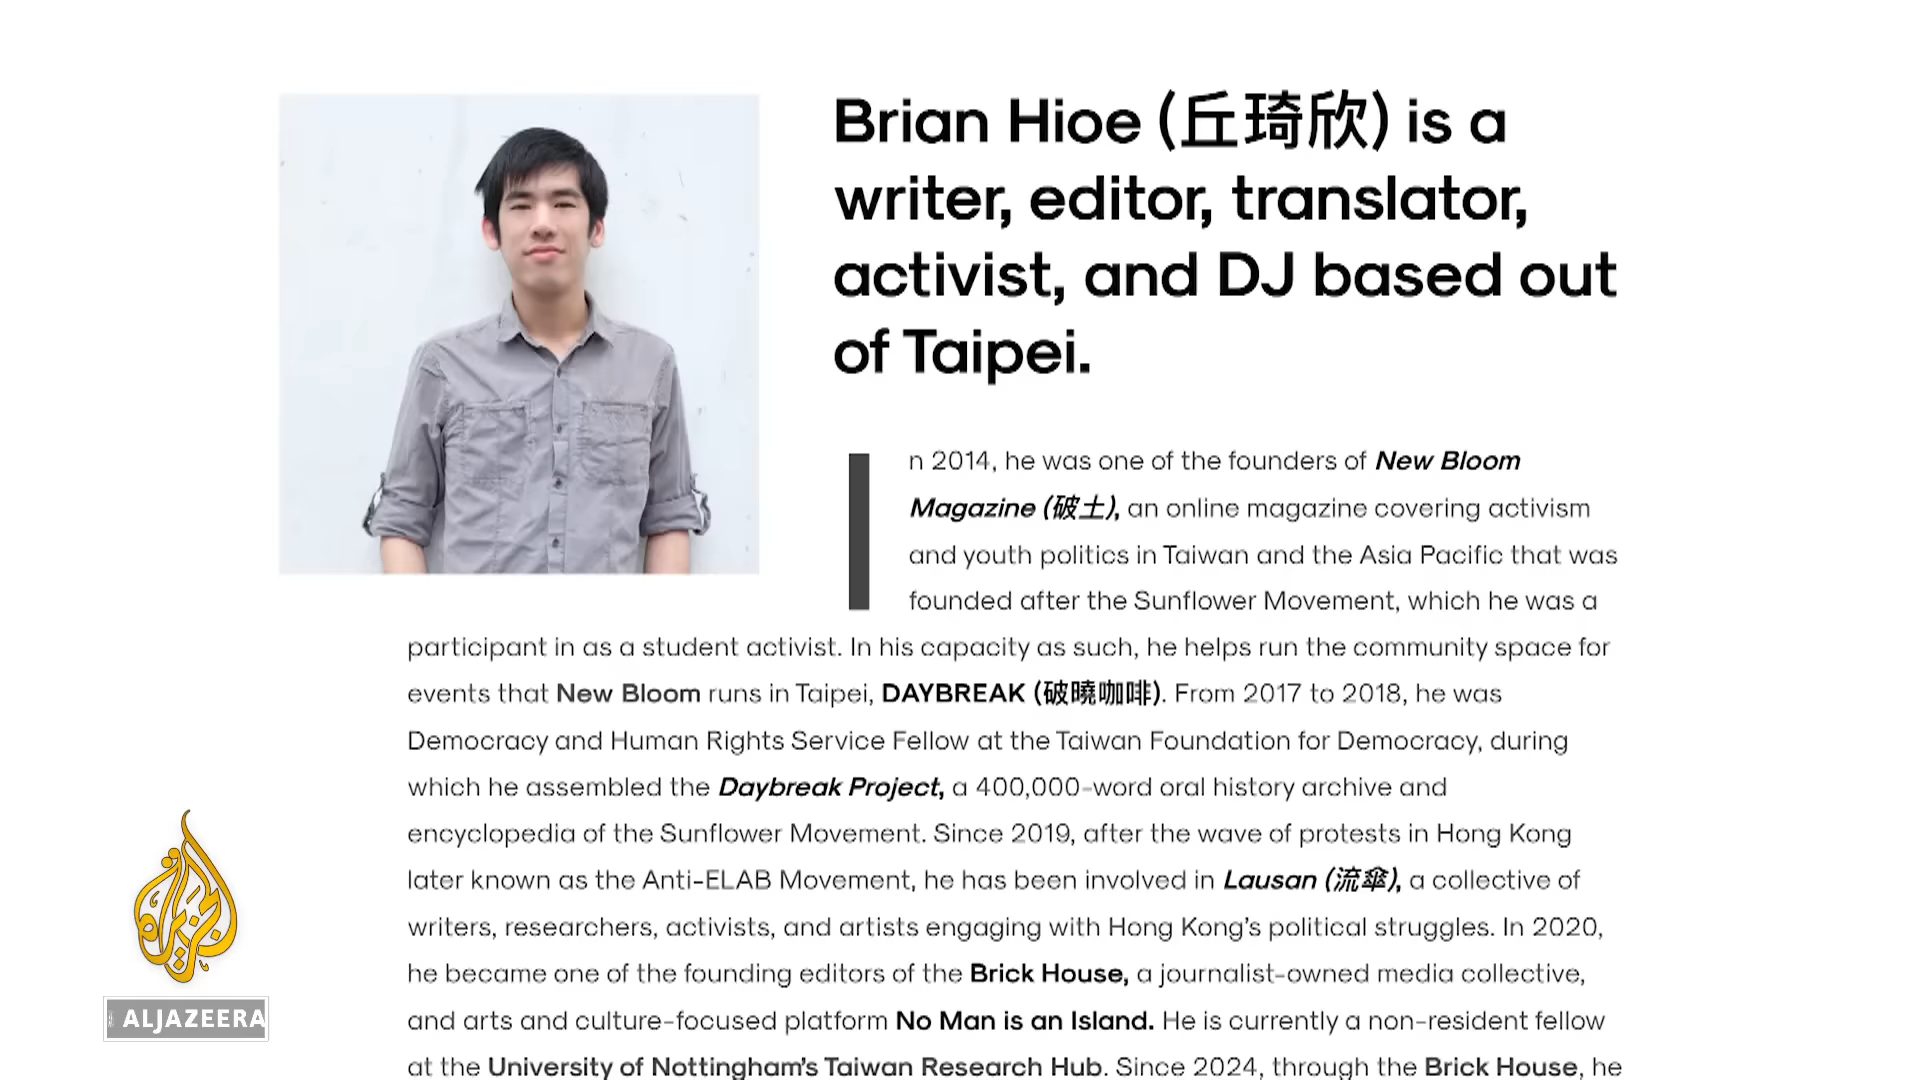 Brian Hioe (丘琦欣) is a
writer, editor, translator,
activist, and DJ based out
of Taipei.
In 2014, he was one of the founders of New Bloom
Magazine (破土), an online magazine covering activism
and youth politics in Taiwan and the Asia Pacific that was
founded after the Sunflower Movement, which he was a
participant in as a student activist. In his capacity as such, he helps run the community space for
events that New Bloom runs in Taipei, DAYBREAK (破曉咖啡). From 2017 to 2018, he was
Democracy and Human Rights Service Fellow at the Taiwan Foundation for Democracy, during
which he assembled the Daybreak Project, a 400,000-word oral history archive and
encyclopedia of the Sunflower Movement. Since 2019, after the wave of protests in Hong Kong
later known as the Anti-ELAB Movement, he has been involved in Lausan (流傘), a collective of
writers, researchers, activists, and artists engaging with Hong Kong's political struggles. In 2020,
he became one of the founding editors of the Brick House, a journalist-owned media collective,
and arts and culture-focused platform No Man is an Island. He is currently a non-resident fellow
at the University of Nottingham's Taiwan Research Hub. Since 2024, through the Brick House, he
الجزيرة
ALJAZEERA